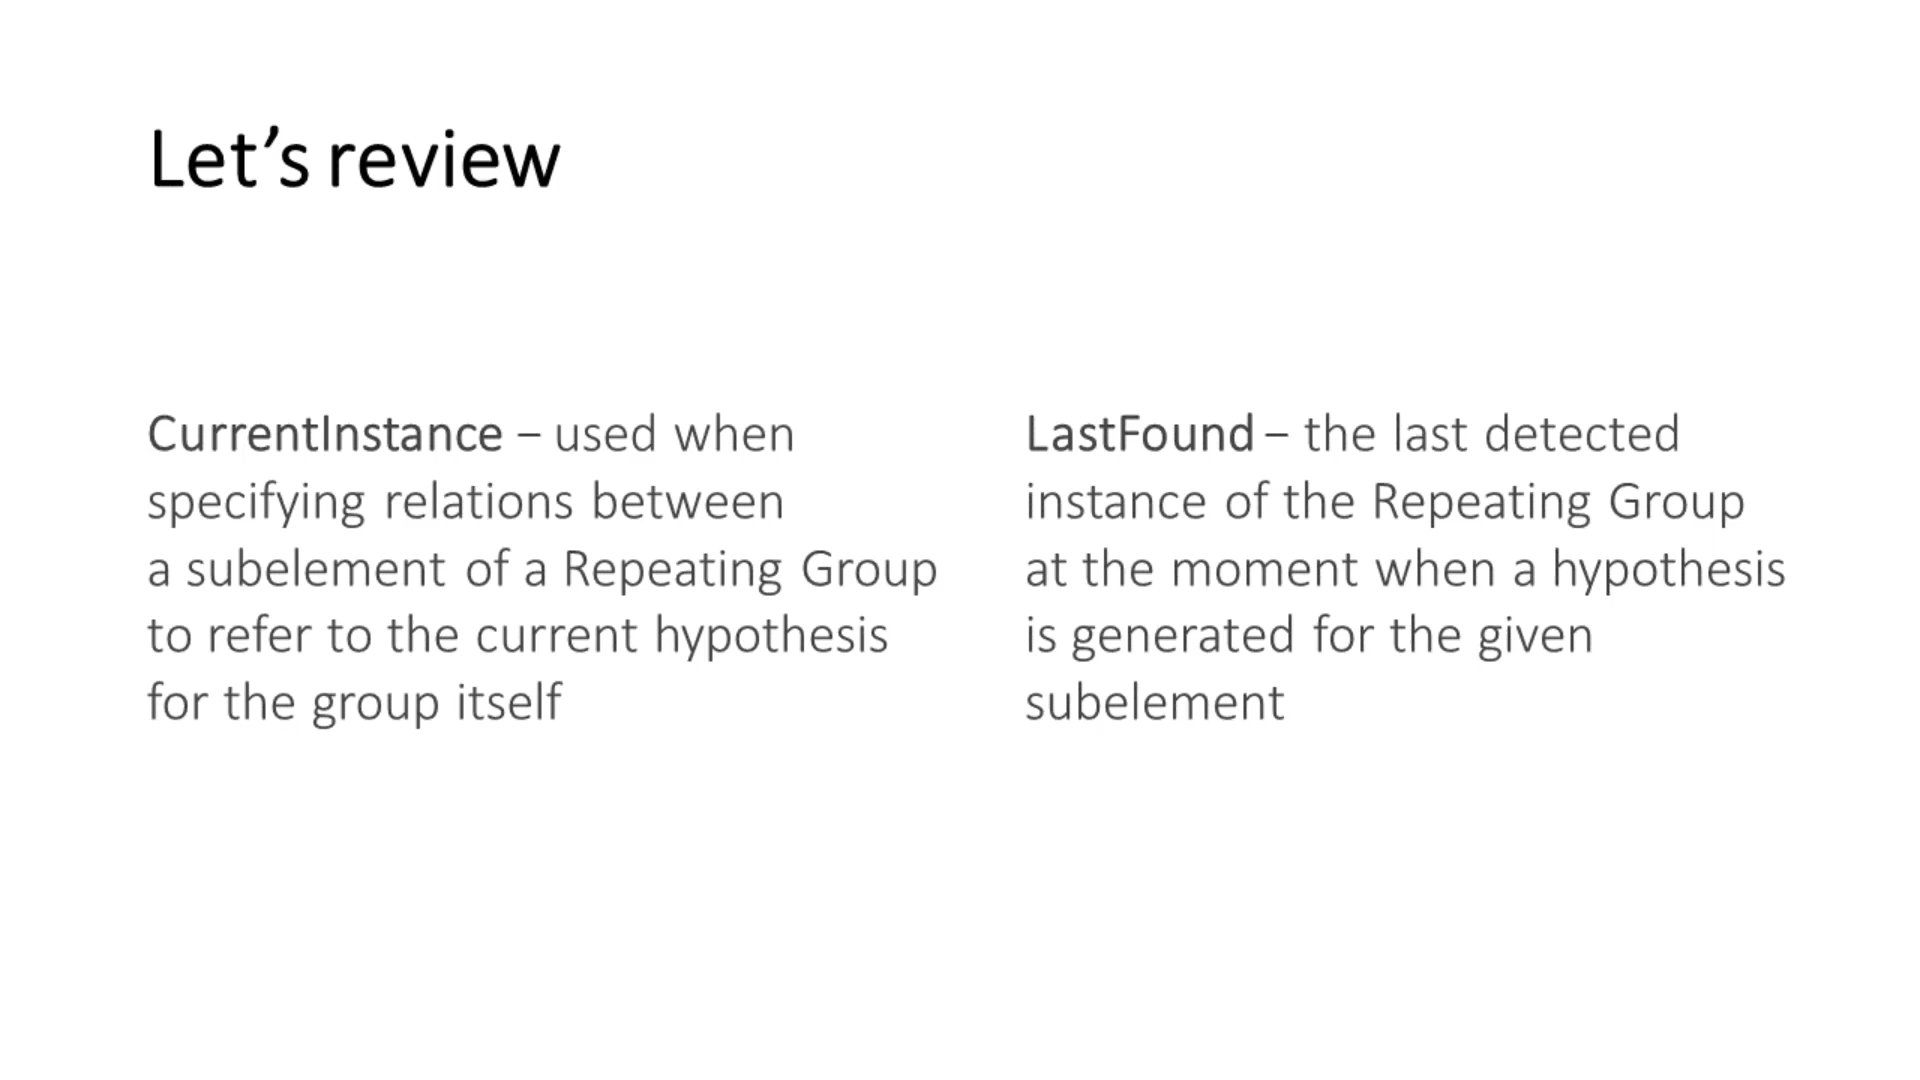 Let’s review
CurrentInstance – used when
specifying relations between
a subelement of a Repeating Group
to refer to the current hypothesis
for the group itself
LastFound – the last detected
instance of the Repeating Group
at the moment when a hypothesis
is generated for the given
subelement